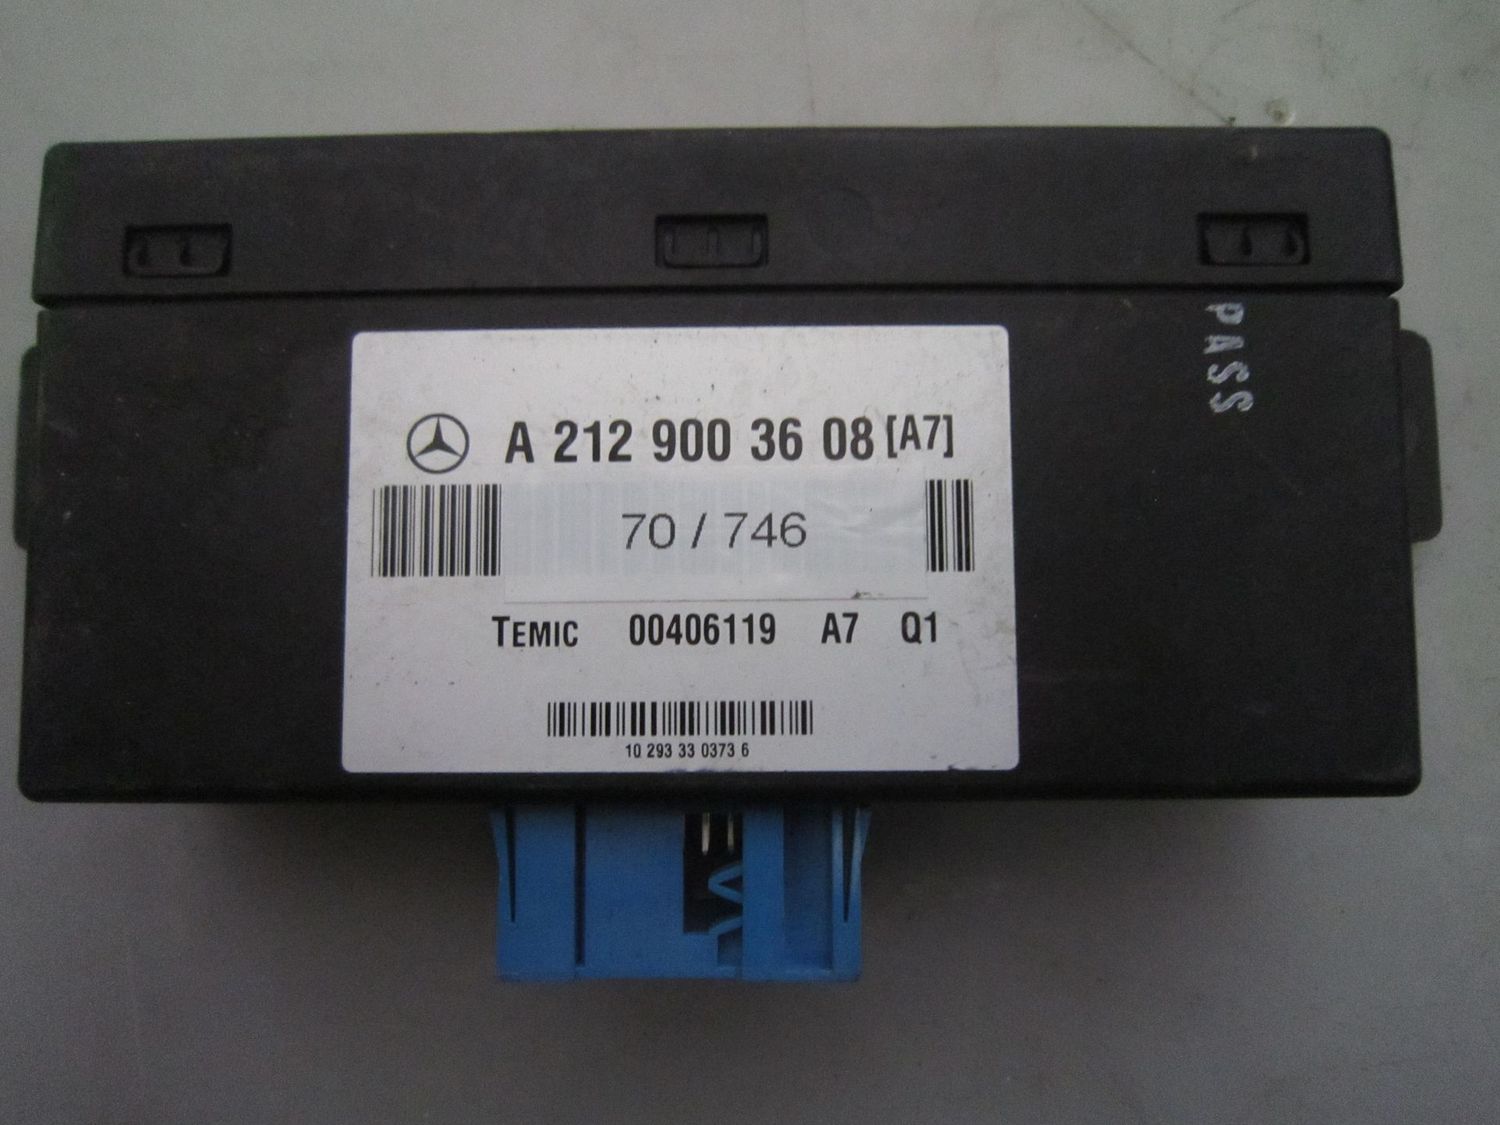 A 212 900 36 08 [A7]
70 / 746
TEMIC 00406119 A7 Q1
10 293 33 0373 6
PASS